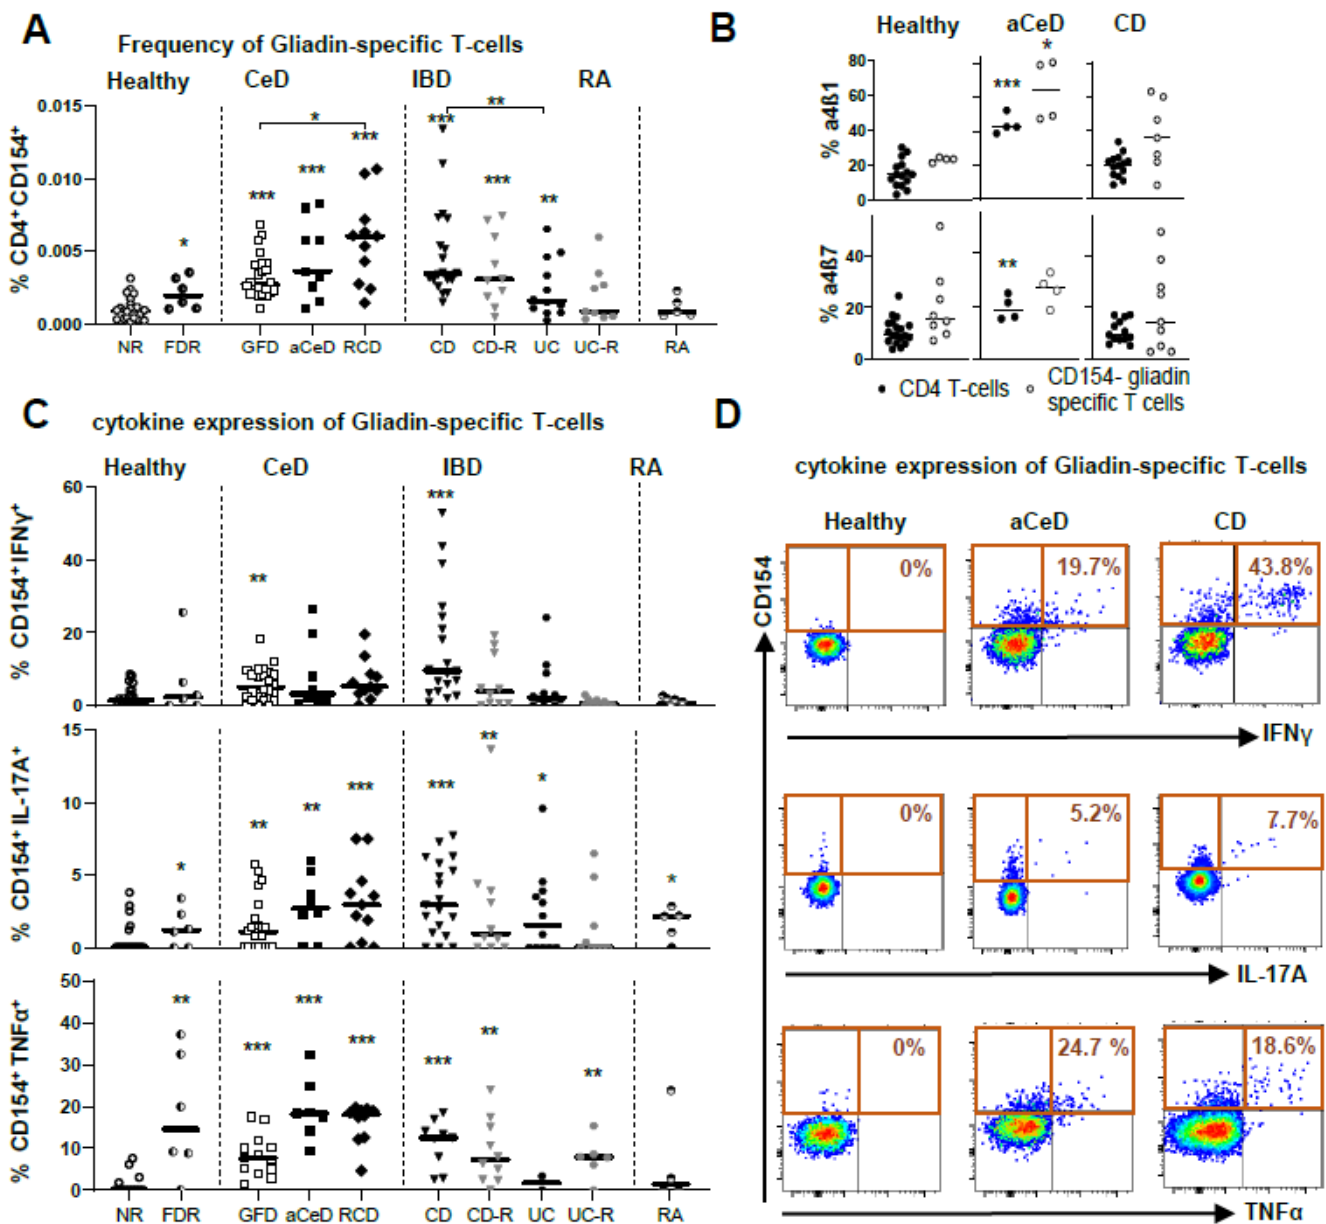 A
Frequency of Gliadin-specific T-cells
Healthy CeD IBD RA
% CD4⁺CD154⁺
0.015
0.010
0.005
0.000
* *** *** *** * *** *** ** **
NR FDR GFD aCeD RCD CD CD-R UC UC-R RA
B
Healthy aCeD CD
% a4ß1
80
60
40
20
0
*** *
% a4ß7
40
20
0
**
CD4 T-cells
CD154- gliadin
specific T cells
C
cytokine expression of Gliadin-specific T-cells
Healthy CeD IBD RA
% CD154⁺ IFNγ⁺
60
40
20
0
** ***
% CD154⁺ IL-17A⁺
15
10
5
0
* ** ** *** *** ** * *
% CD154⁺ TNFα⁺
50
40
30
20
10
0
** *** *** *** *** ** **
NR FDR GFD aCeD RCD CD CD-R UC UC-R RA
D
cytokine expression of Gliadin-specific T-cells
Healthy aCeD CD
CD154
0% 19.7% 43.8%
IFNγ
0% 5.2% 7.7%
IL-17A
0% 24.7 % 18.6%
TNFα